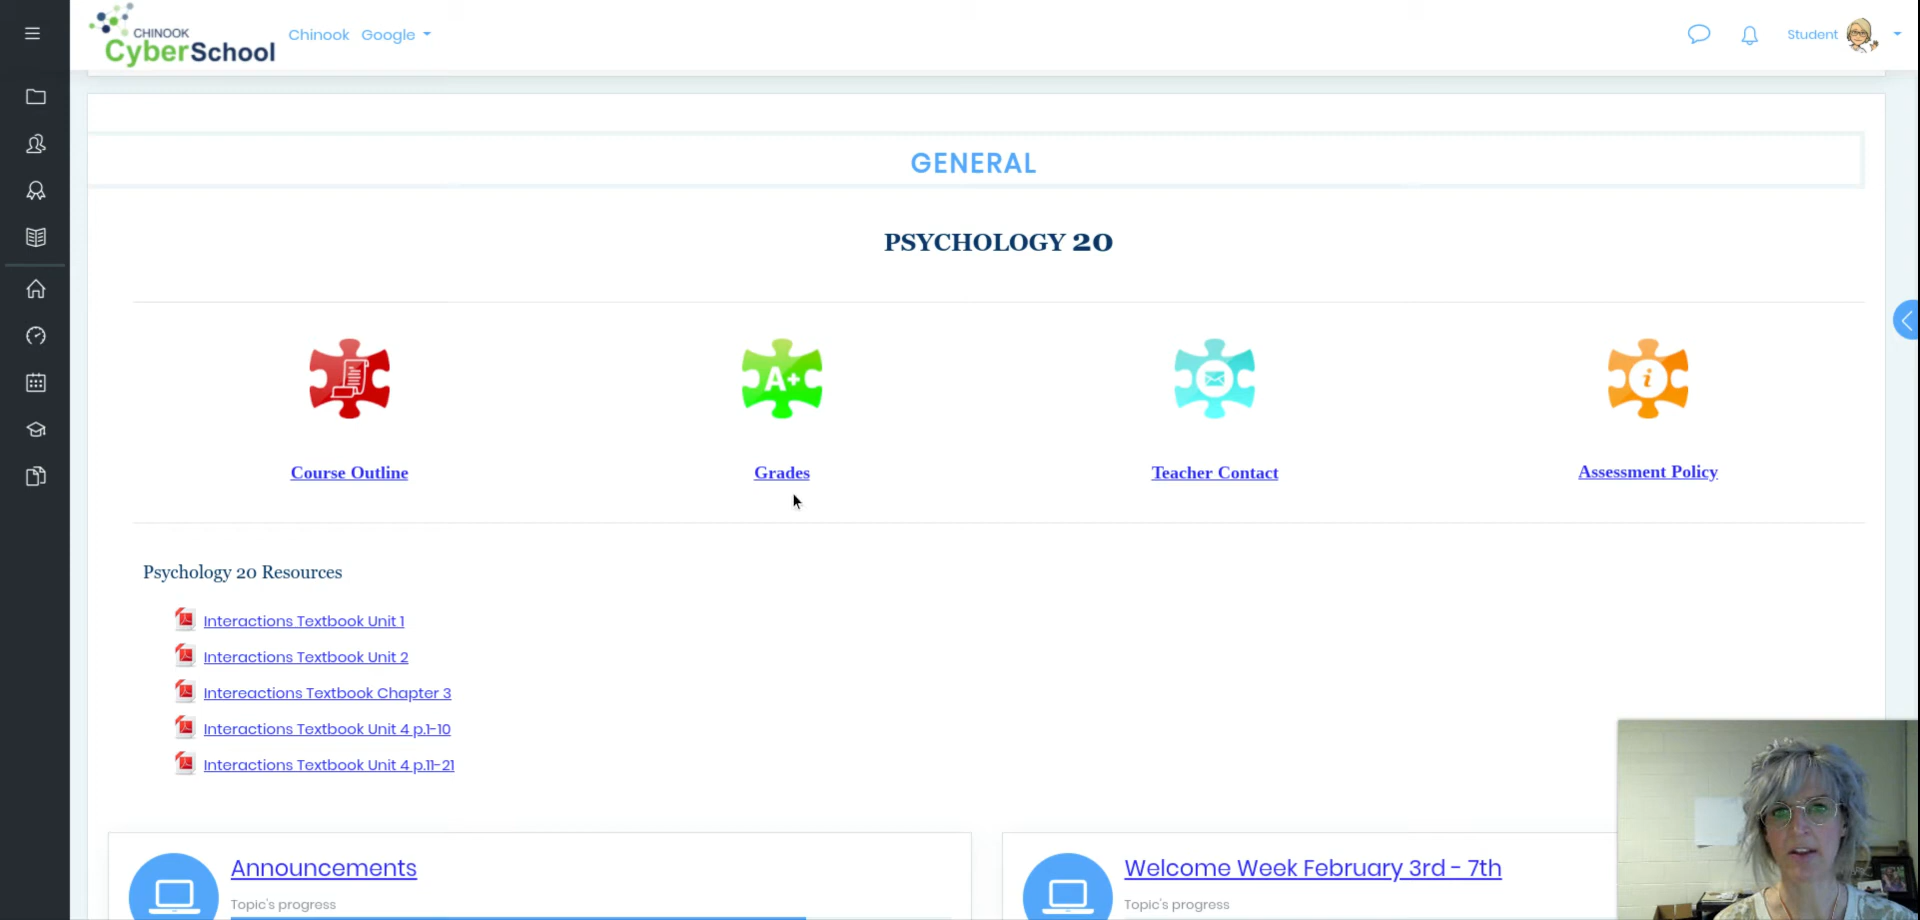 CHINOOK
CyberSchool
Chinook
Google
Student
GENERAL
PSYCHOLOGY 20
A+
i
Course Outline
Grades
Teacher Contact
Assessment Policy
Psychology 20 Resources
Interactions Textbook Unit 1
Interactions Textbook Unit 2
Intereactions Textbook Chapter 3
Interactions Textbook Unit 4 p.1-10
Interactions Textbook Unit 4 p.11-21
Announcements
Topic's progress
Welcome Week February 3rd - 7th
Topic's progress